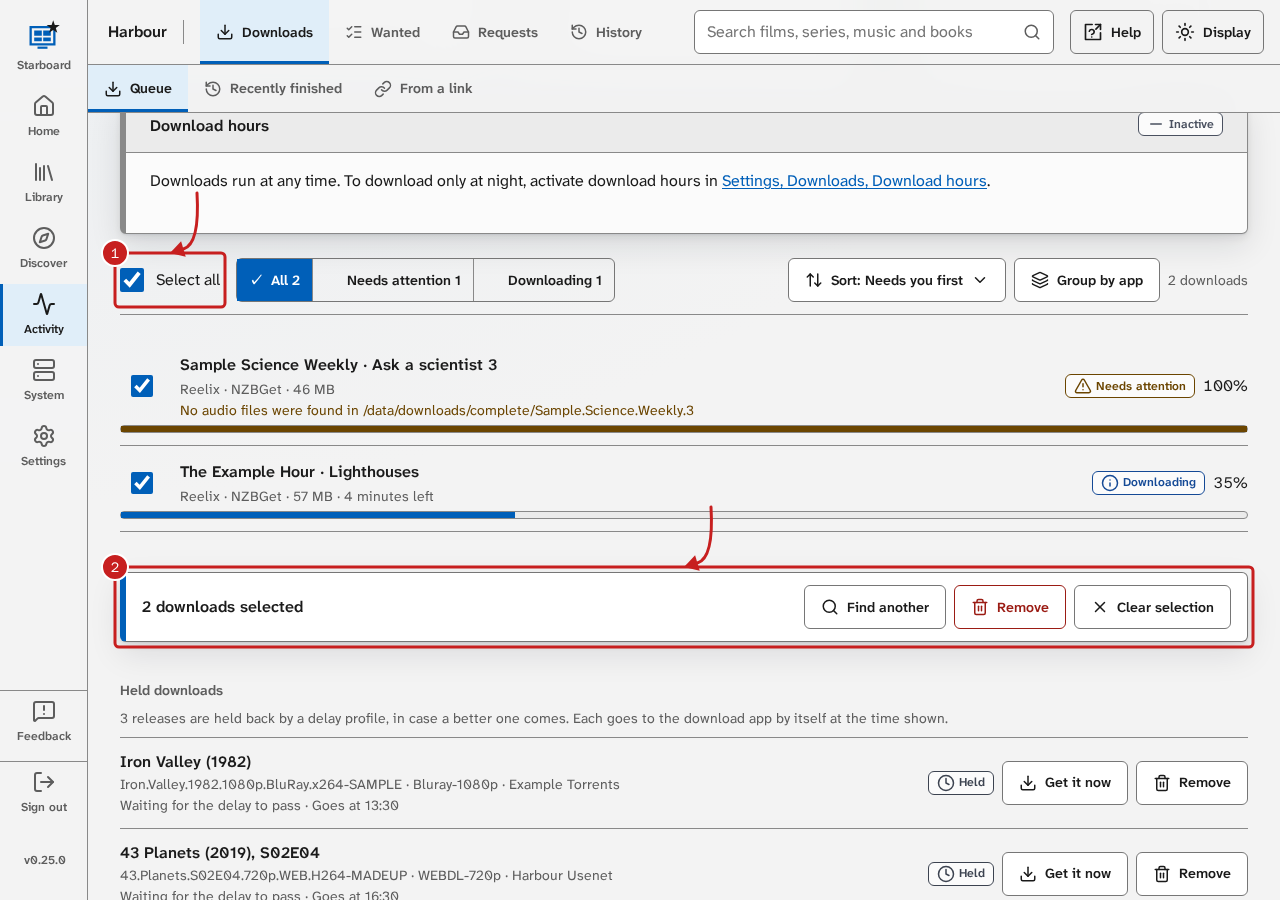 Starboard
Home
Library
Discover
Activity
System
Settings
Feedback
Sign out
v0.25.0
Harbour
Downloads
Wanted
Requests
History
Search films, series, music and books
Help
Display
Queue
Recently finished
From a link
Download hours
Inactive
Downloads run at any time. To download only at night, activate download hours in Settings, Downloads, Download hours.
1
Select all
✓ All 2
Needs attention 1
Downloading 1
Sort: Needs you first
Group by app
2 downloads
Sample Science Weekly · Ask a scientist 3
Reelix · NZBGet · 46 MB
No audio files were found in /data/downloads/complete/Sample.Science.Weekly.3
Needs attention
100%
The Example Hour · Lighthouses
Reelix · NZBGet · 57 MB · 4 minutes left
Downloading
35%
2
2 downloads selected
Find another
Remove
Clear selection
Held downloads
3 releases are held back by a delay profile, in case a better one comes. Each goes to the download app by itself at the time shown.
Iron Valley (1982)
Iron.Valley.1982.1080p.BluRay.x264-SAMPLE · Bluray-1080p · Example Torrents
Waiting for the delay to pass · Goes at 13:30
Held
Get it now
Remove
43 Planets (2019), S02E04
43.Planets.S02E04.720p.WEB.H264-MADEUP · WEBDL-720p · Harbour Usenet
Waiting for the delay to pass · Goes at 16:30
Held
Get it now
Remove